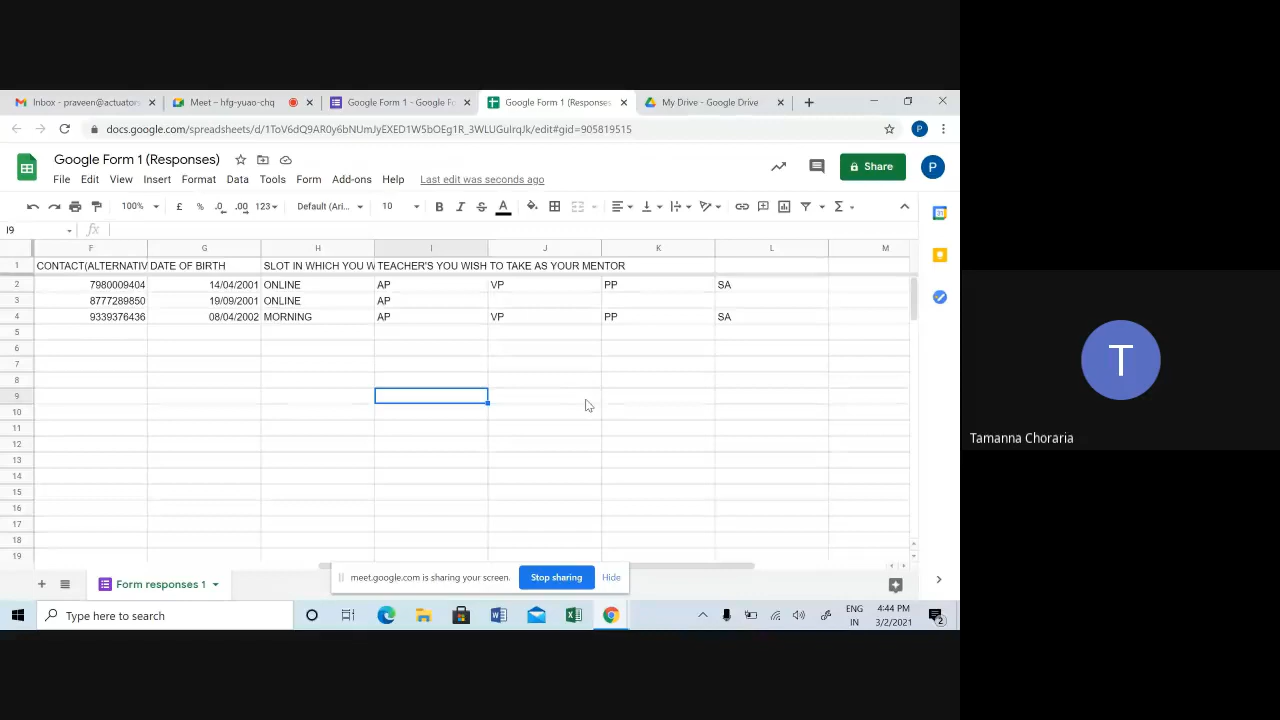 Inbox - praveen@actuators
Meet – hfg-yuao-chq
Google Form 1 - Google Fo
Google Form 1 (Responses
My Drive - Google Drive
docs.google.com/spreadsheets/d/1ToV6dQ9AR0y6bNUmJyEXED1W5bOEg1R_3WLUGulrqJk/edit#gid=905819515
P
Google Form 1 (Responses)
Share
P
File Edit View Insert Format Data Tools Form Add-ons Help Last edit was seconds ago
100% £ % .0 .00 123 Default (Ari... 10 B I S A
I9 fx
F G H I J K L M
1 CONTACT(ALTERNATIV DATE OF BIRTH SLOT IN WHICH YOU W TEACHER'S YOU WISH TO TAKE AS YOUR MENTOR
2 7980009404 14/04/2001 ONLINE AP VP PP SA
3 8777289850 19/09/2001 ONLINE AP
4 9339376436 08/04/2002 MORNING AP VP PP SA
5
6
7
8
9
10
11
12
13
14
15
16
17
18
19
meet.google.com is sharing your screen. Stop sharing Hide
Form responses 1
Type here to search
ENG
IN
4:44 PM
3/2/2021
2
T
Tamanna Choraria